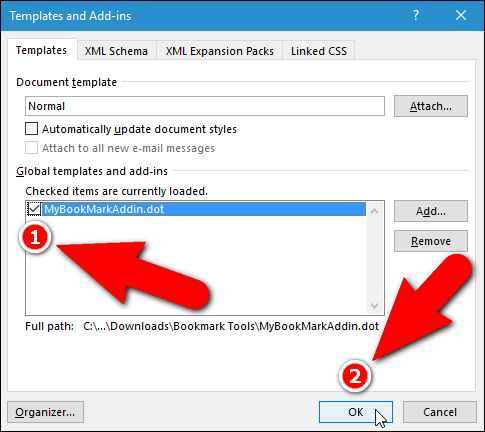 Templates and Add-ins
Templates XML Schema XML Expansion Packs Linked CSS
Document template
Normal Attach...
Automatically update document styles
Attach to all new e-mail messages
Global templates and add-ins
Checked items are currently loaded.
MyBookMarkAddin.dot Add...
1 Remove
Full path: C:\...\Downloads\Bookmark Tools\MyBookMarkAddin.dot
2
Organizer... OK Cancel